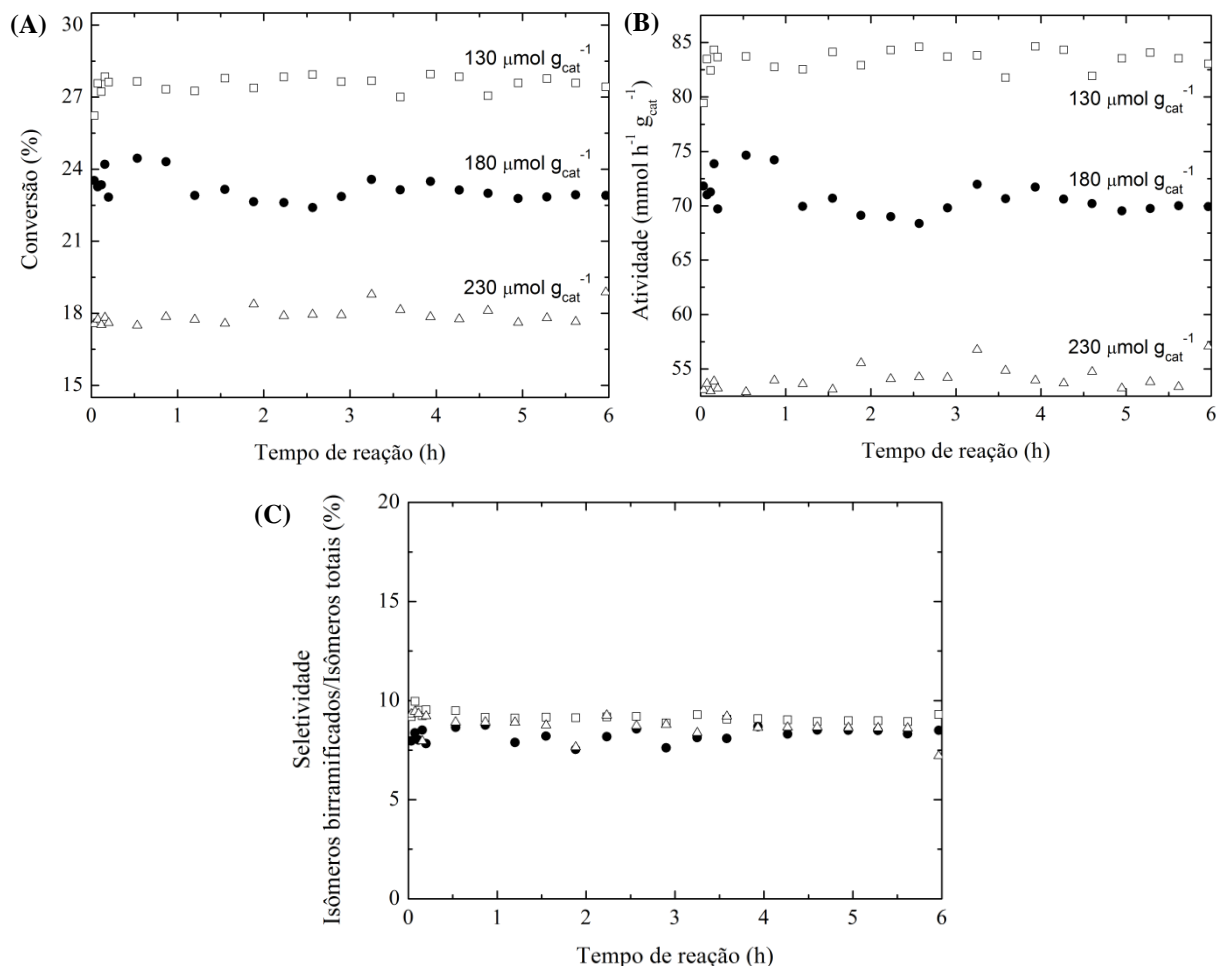 (A)
30
27
24
21
18
15
Conversão (%)
130 μmol g_cat^-1
180 μmol g_cat^-1
230 μmol g_cat^-1
0 1 2 3 4 5 6
Tempo de reação (h)
(B)
85
80
75
70
65
60
55
Atividade (mmol h^-1 g_cat^-1)
130 μmol g_cat^-1
180 μmol g_cat^-1
230 μmol g_cat^-1
0 1 2 3 4 5 6
Tempo de reação (h)
(C)
20
15
10
5
0
Seletividade
Isômeros birramificados/Isômeros totais (%)
0 1 2 3 4 5 6
Tempo de reação (h)